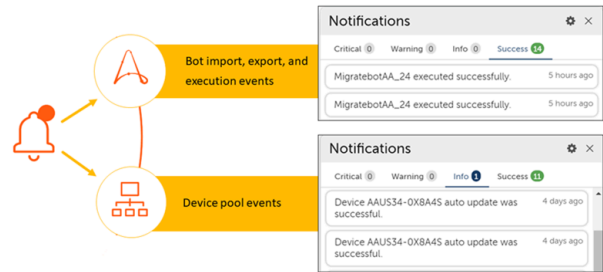 Bot import, export, and
execution events
Device pool events
Notifications
Critical 0 Warning 0 Info 0 Success 14
MigratebotAA_24 executed successfully. 5 hours ago
MigratebotAA_24 executed successfully. 5 hours ago
Notifications
Critical 0 Warning 0 Info 1 Success 11
Device AAUS34-0X8A4S auto update was 4 days ago
successful.
Device AAUS34-0X8A4S auto update was 4 days ago
successful.